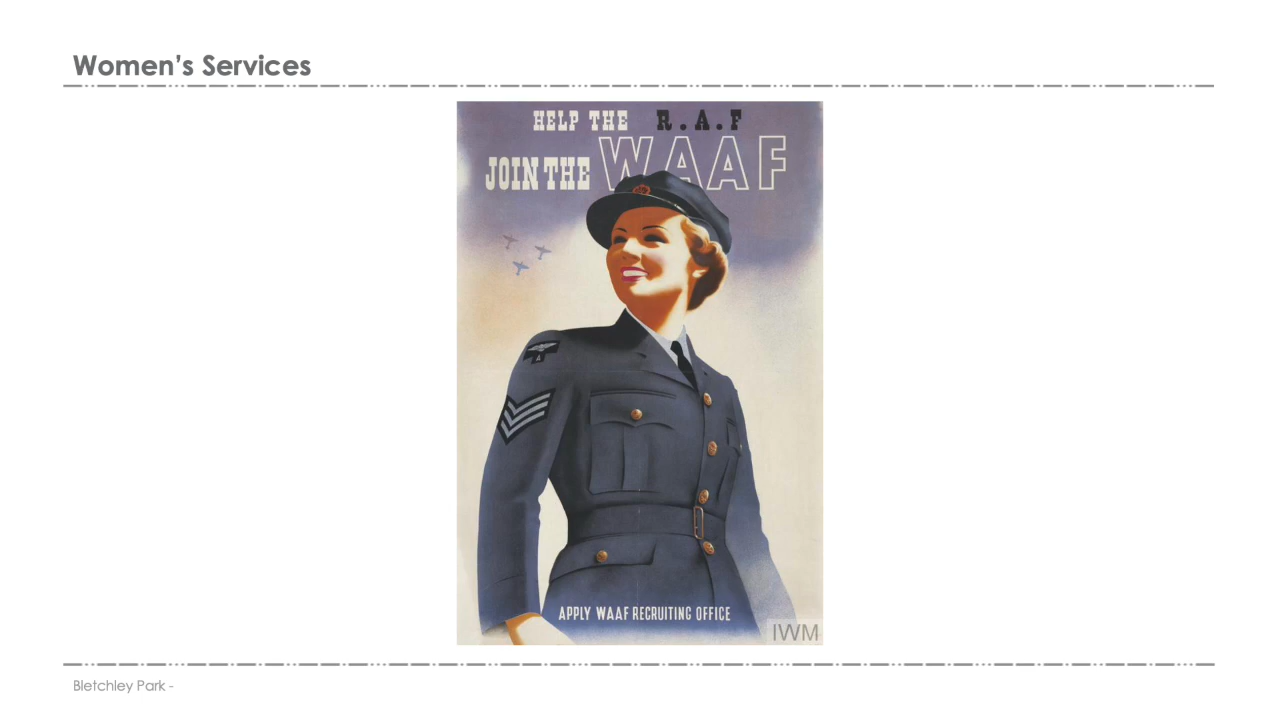 Women's Services
HELP THE R.A.F
JOIN THE WAAF
A
APPLY WAAF RECRUITING OFFICE
IWM
Bletchley Park -